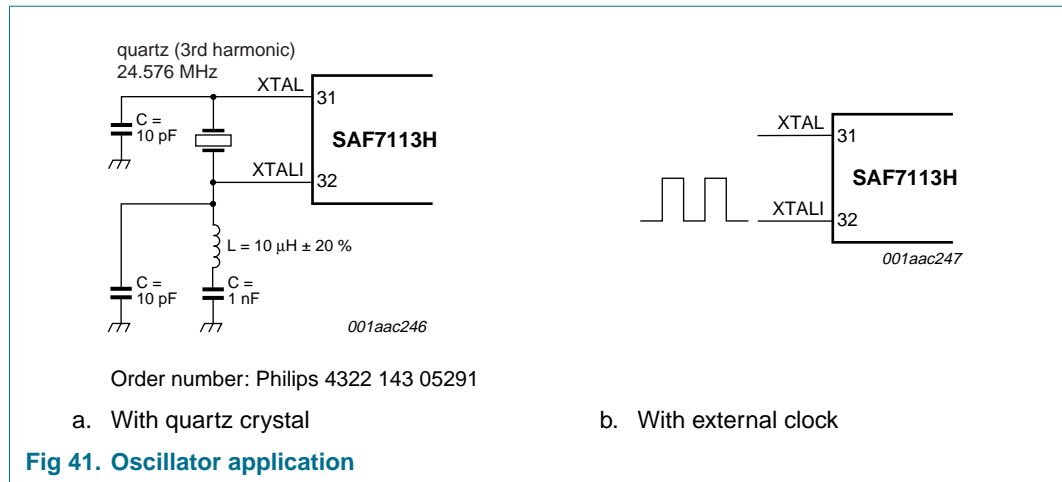 quartz (3rd harmonic)
24.576 MHz
XTAL
31
C =
10 pF
SAF7113H
XTALI
32
L = 10 μH ± 20 %
C =
10 pF
C =
1 nF
001aac246
Order number: Philips 4322 143 05291
a. With quartz crystal
XTAL
31
SAF7113H
XTALI
32
001aac247
b. With external clock
Fig 41. Oscillator application